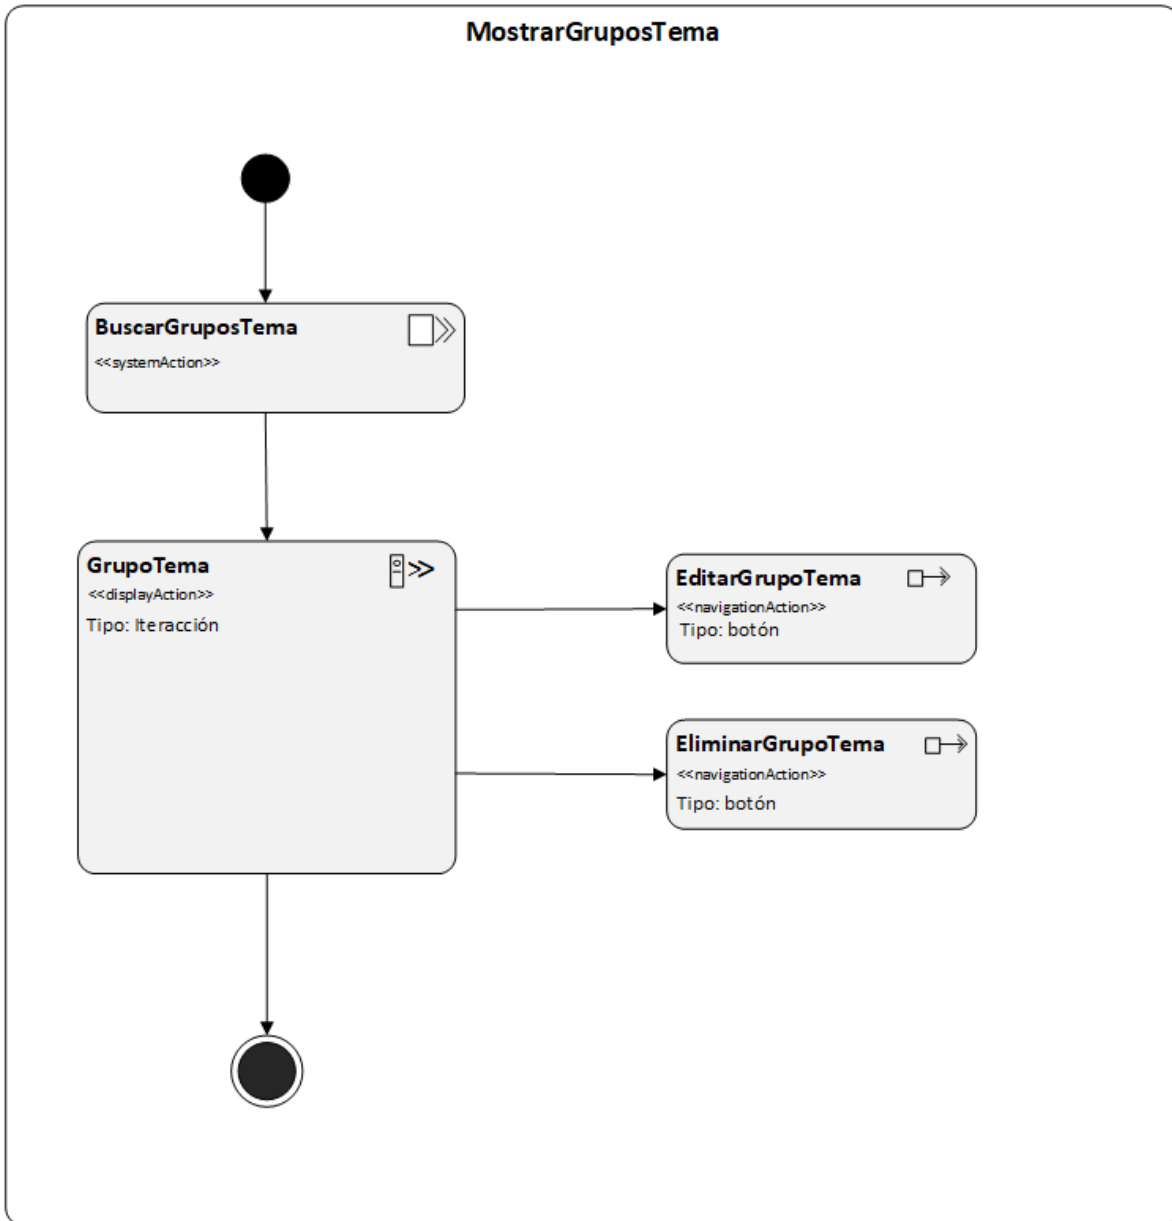 MostrarGruposTema
BuscarGruposTema
<<systemAction>>
GrupoTema
<<displayAction>>
Tipo: Iteracción
EditarGrupoTema
<<navigationAction>>
Tipo: botón
EliminarGrupoTema
<<navigationAction>>
Tipo: botón